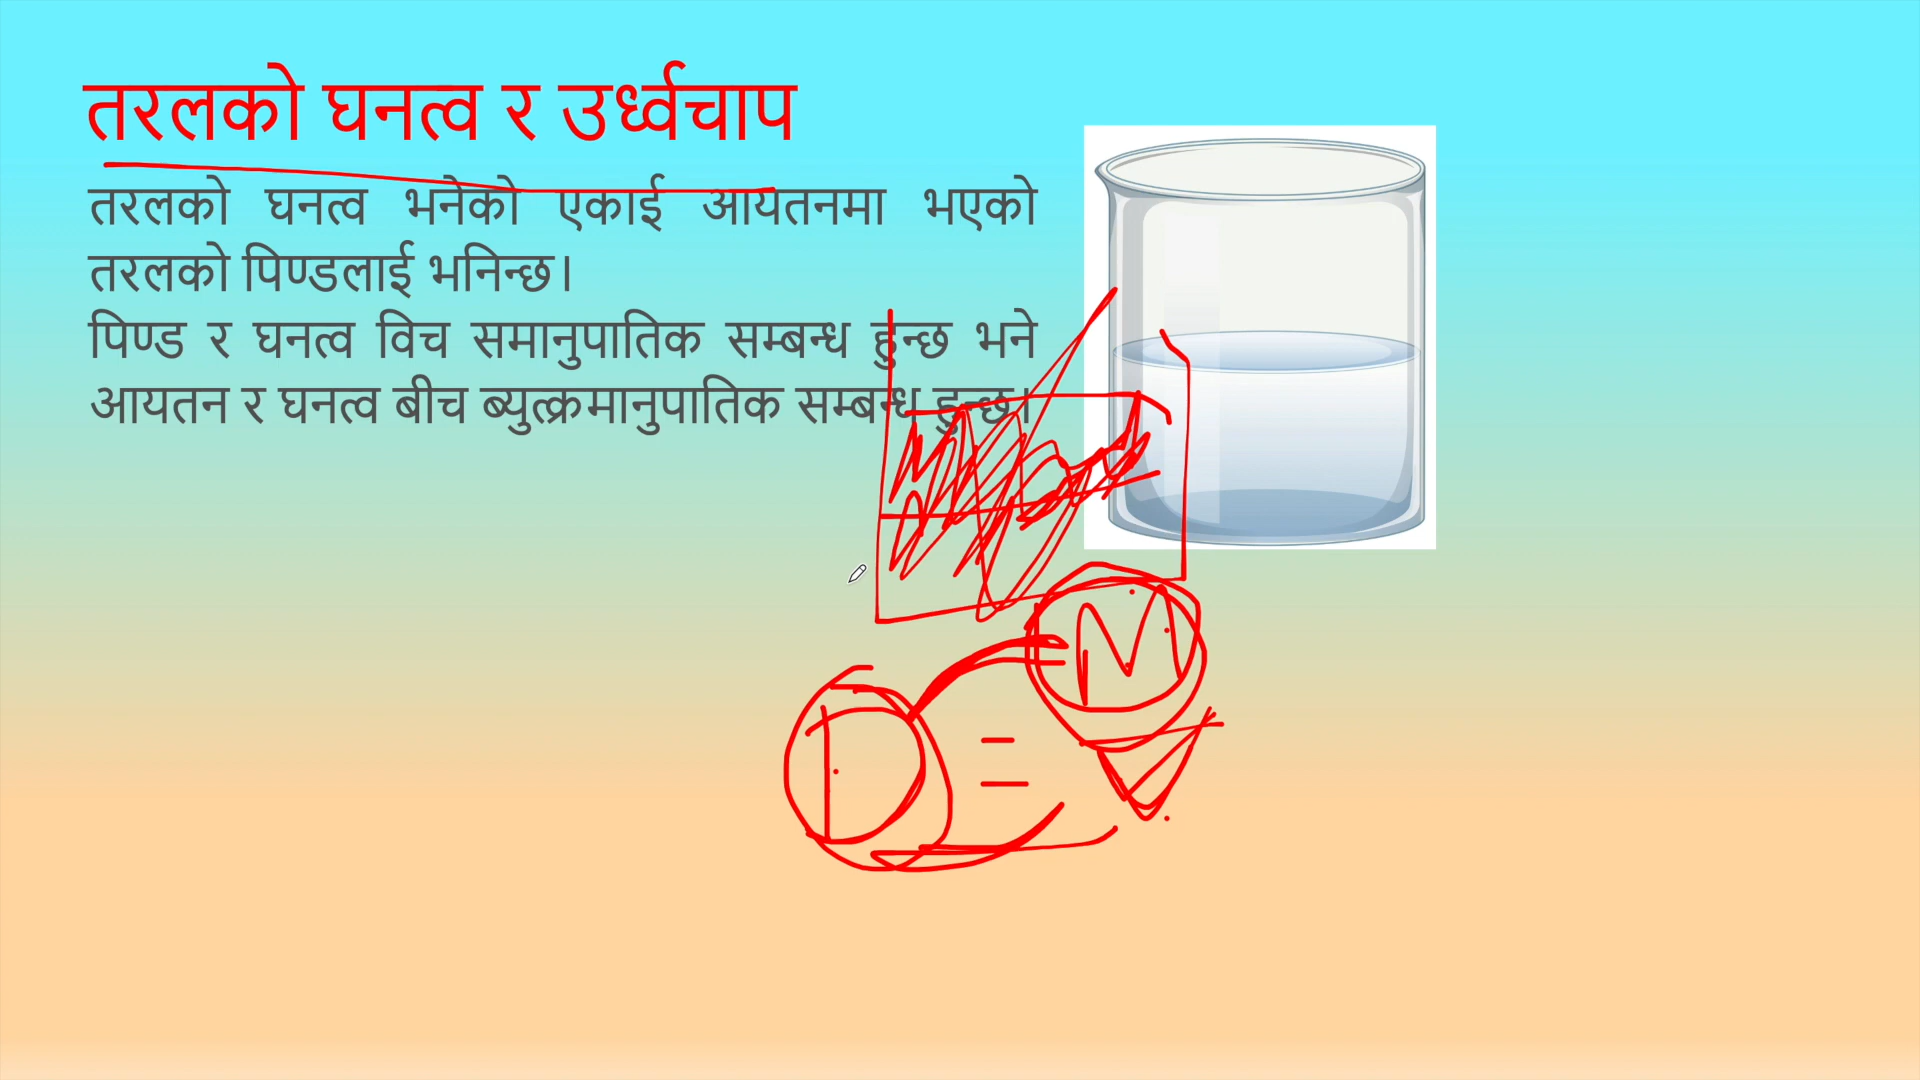 तरलको घनत्व र उर्ध्वचाप
तरलको घनत्व भनेको एकाई आयतनमा भएको
तरलको पिण्डलाई भनिन्छ।
पिण्ड र घनत्व विच समानुपातिक सम्बन्ध हुन्छ भने
आयतन र घनत्व बीच ब्युत्क्रमानुपातिक सम्बन्ध हुन्छ।
M
D =
V